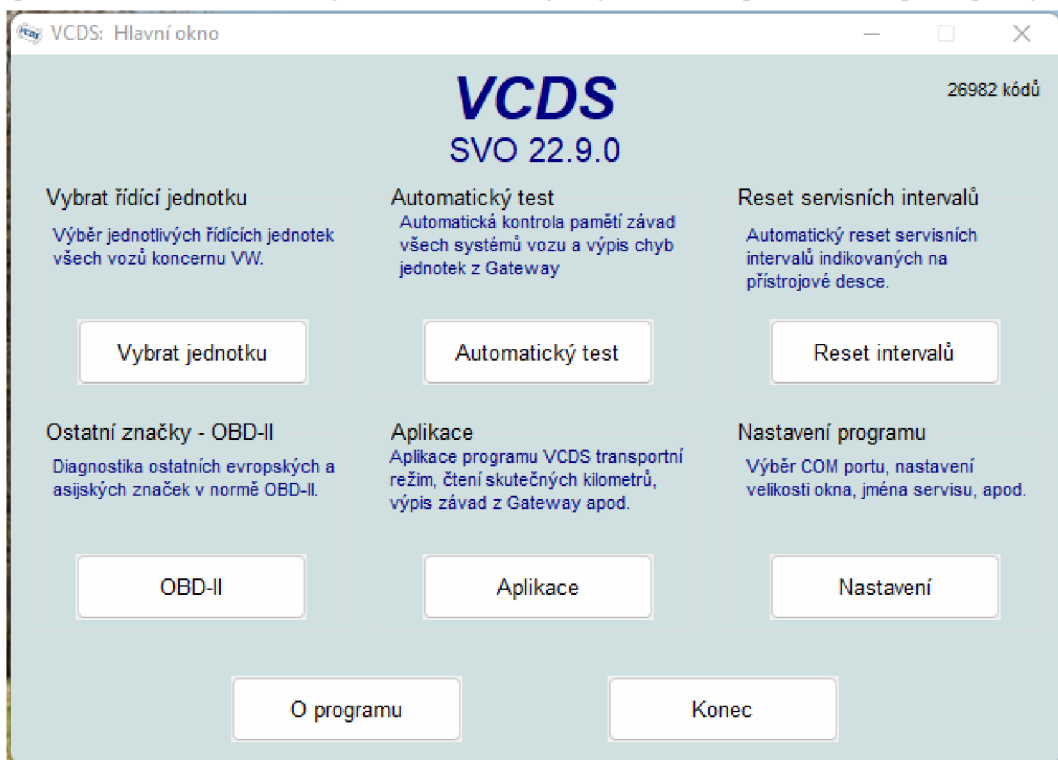 VCDS: Hlavní okno
VCDS
26982 kódů
SVO 22.9.0
Vybrat řídící jednotku
Výběr jednotlivých řídících jednotek
všech vozů koncernu VW.
Vybrat jednotku
Automatický test
Automatická kontrola pamětí závad
všech systémů vozu a výpis chyb
jednotek z Gateway
Automatický test
Reset servisních intervalů
Automatický reset servisních
intervalů indikovaných na
přístrojové desce.
Reset intervalů
Ostatní značky - OBD-II
Diagnostika ostatních evropských a
asijských značek v normě OBD-II.
OBD-II
Aplikace
Aplikace programu VCDS transportní
režim, čtení skutečných kilometrů,
výpis závad z Gateway apod.
Aplikace
Nastavení programu
Výběr COM portu, nastavení
velikosti okna, jména servisu, apod.
Nastavení
O programu
Konec